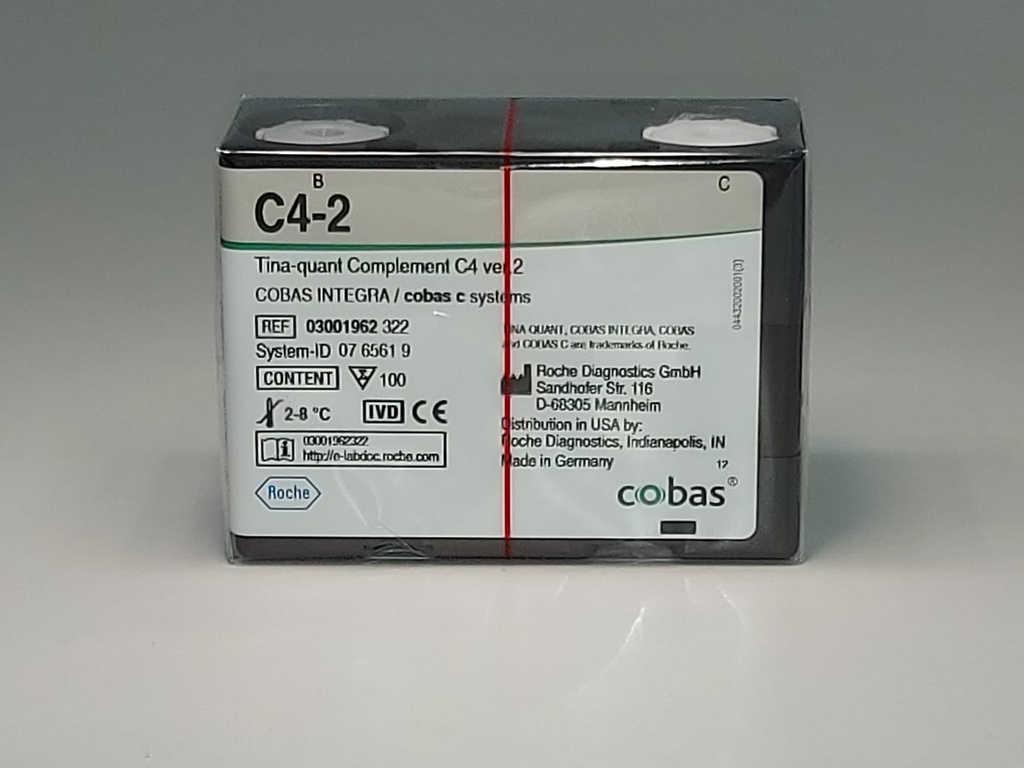 B
C
C4-2
Tina-quant Complement C4 ver.2
COBAS INTEGRA / cobas c systems
REF 03001962 322
System-ID 07 6561 9
CONTENT 100
2-8 °C IVD CE
03001962322
http://e-labdoc.roche.com
Roche
TINA QUANT, COBAS INTEGRA, COBAS
and COBAS C are trademarks of Roche.
Roche Diagnostics GmbH
Sandhofer Str. 116
D-68305 Mannheim
Distribution in USA by:
Roche Diagnostics, Indianapolis, IN
Made in Germany
12
cobas®